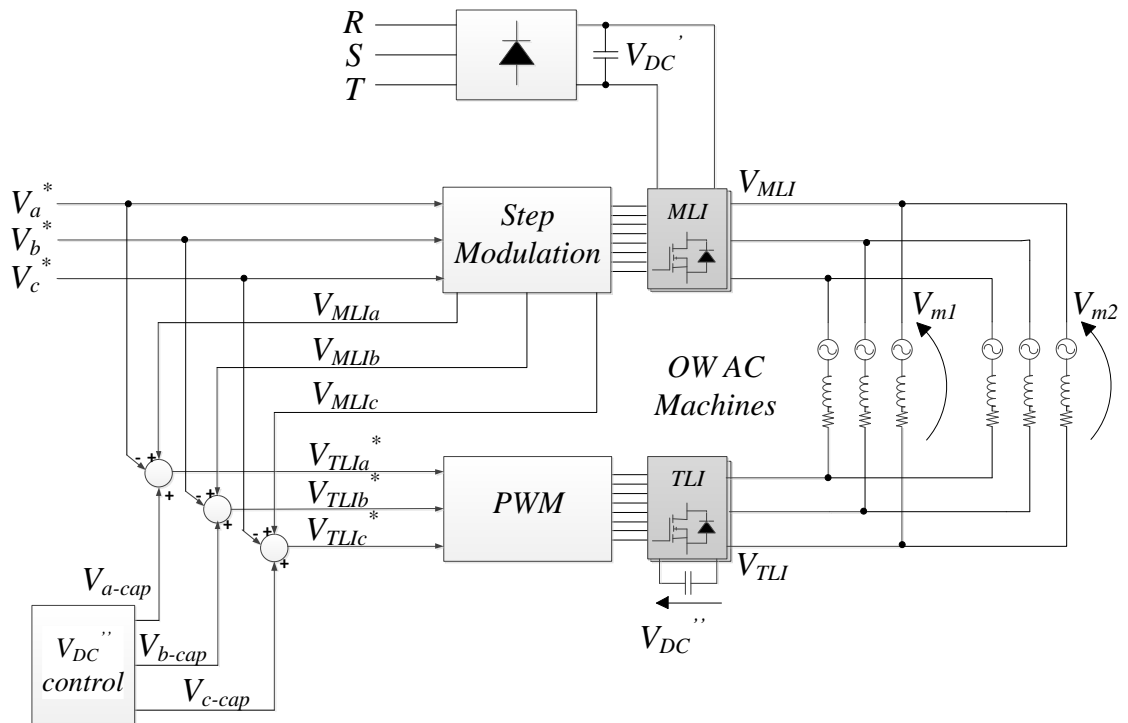 R
S
T
V_DC'
V_a*
V_b*
V_c*
Step
Modulation
MLI
V_MLI
V_MLIa
V_MLIb
V_MLIc
V_m1
V_m2
OW AC
Machines
- +
+
V_TLIa*
- +
+
V_TLIb*
- +
+
V_TLIc*
PWM
TLI
V_TLI
V_DC''
V_a-cap
V_b-cap
V_c-cap
V_DC''
control